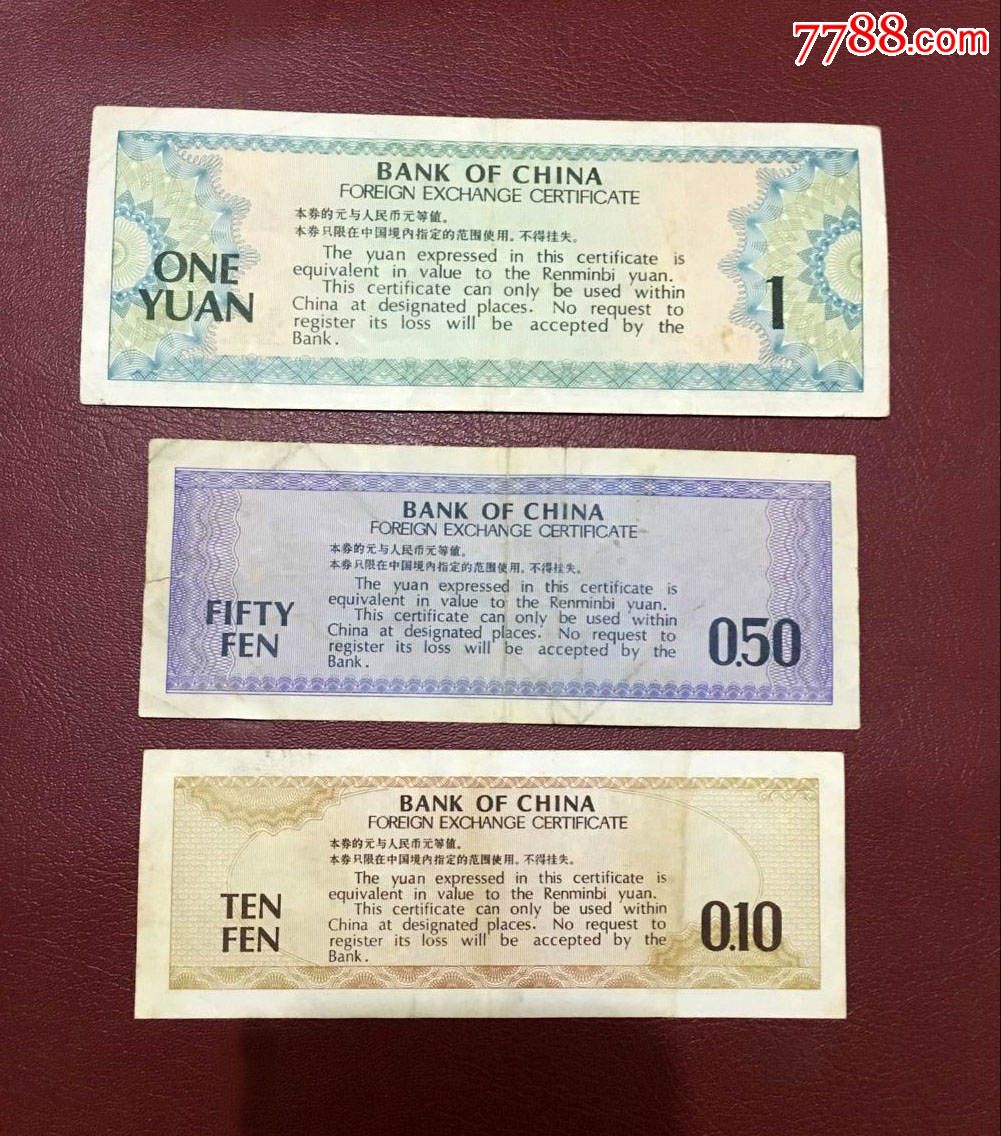 7788.com
BANK OF CHINA
FOREIGN EXCHANGE CERTIFICATE
本券的元与人民币元等值。
本券只限在中国境内指定的范围使用。不得挂失。
The yuan expressed in this certificate is
equivalent in value to the Renminbi yuan.
This certificate can only be used within
China at designated places. No request to
register its loss will be accepted by the
Bank.
ONE
YUAN
1
BANK OF CHINA
FOREIGN EXCHANGE CERTIFICATE
本券的元与人民币元等值。
本券只限在中国境内指定的范围使用。不得挂失。
The yuan expressed in this certificate is
equivalent in value to the Renminbi yuan.
This certificate can only be used within
China at designated places. No request to
register its loss will be accepted by the
Bank.
FIFTY
FEN
0.50
BANK OF CHINA
FOREIGN EXCHANGE CERTIFICATE
本券的元与人民币元等值。
本券只限在中国境内指定的范围使用。不得挂失。
The yuan expressed in this certificate is
equivalent in value to the Renminbi yuan.
This certificate can only be used within
China at designated places. No request to
register its loss will be accepted by the
Bank.
TEN
FEN
0.10